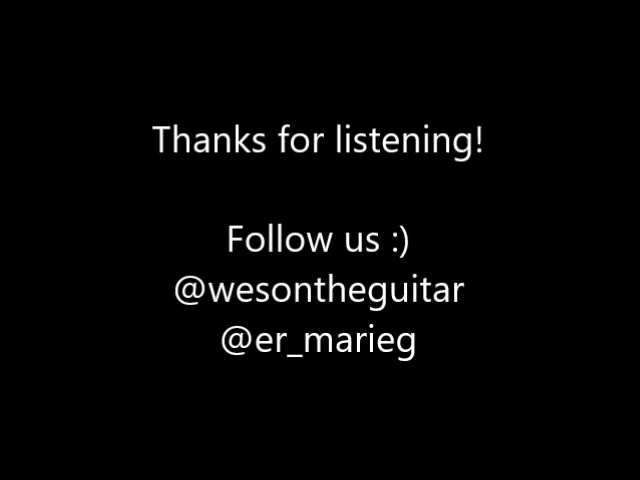 Thanks for listening!
Follow us :)
@wesontheguitar
@er_marieg